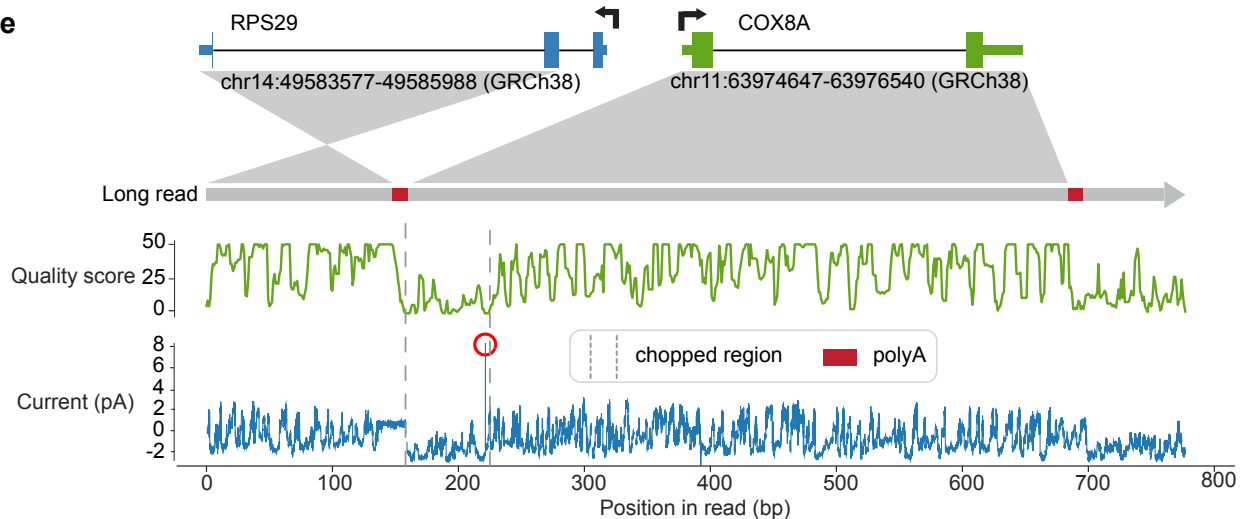 e
RPS29
COX8A
chr14:49583577-49585988 (GRCh38)
chr11:63974647-63976540 (GRCh38)
Long read
Quality score
50
25
0
chopped region
polyA
Current (pA)
8
6
4
2
0
-2
0 100 200 300 400 500 600 700 800
Position in read (bp)